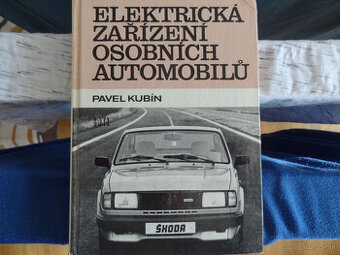 ELEKTRICKÁ
ZAŘÍZENÍ
OSOBNÍCH
AUTOMOBILŮ
PAVEL KUBÍN
ŠKODA